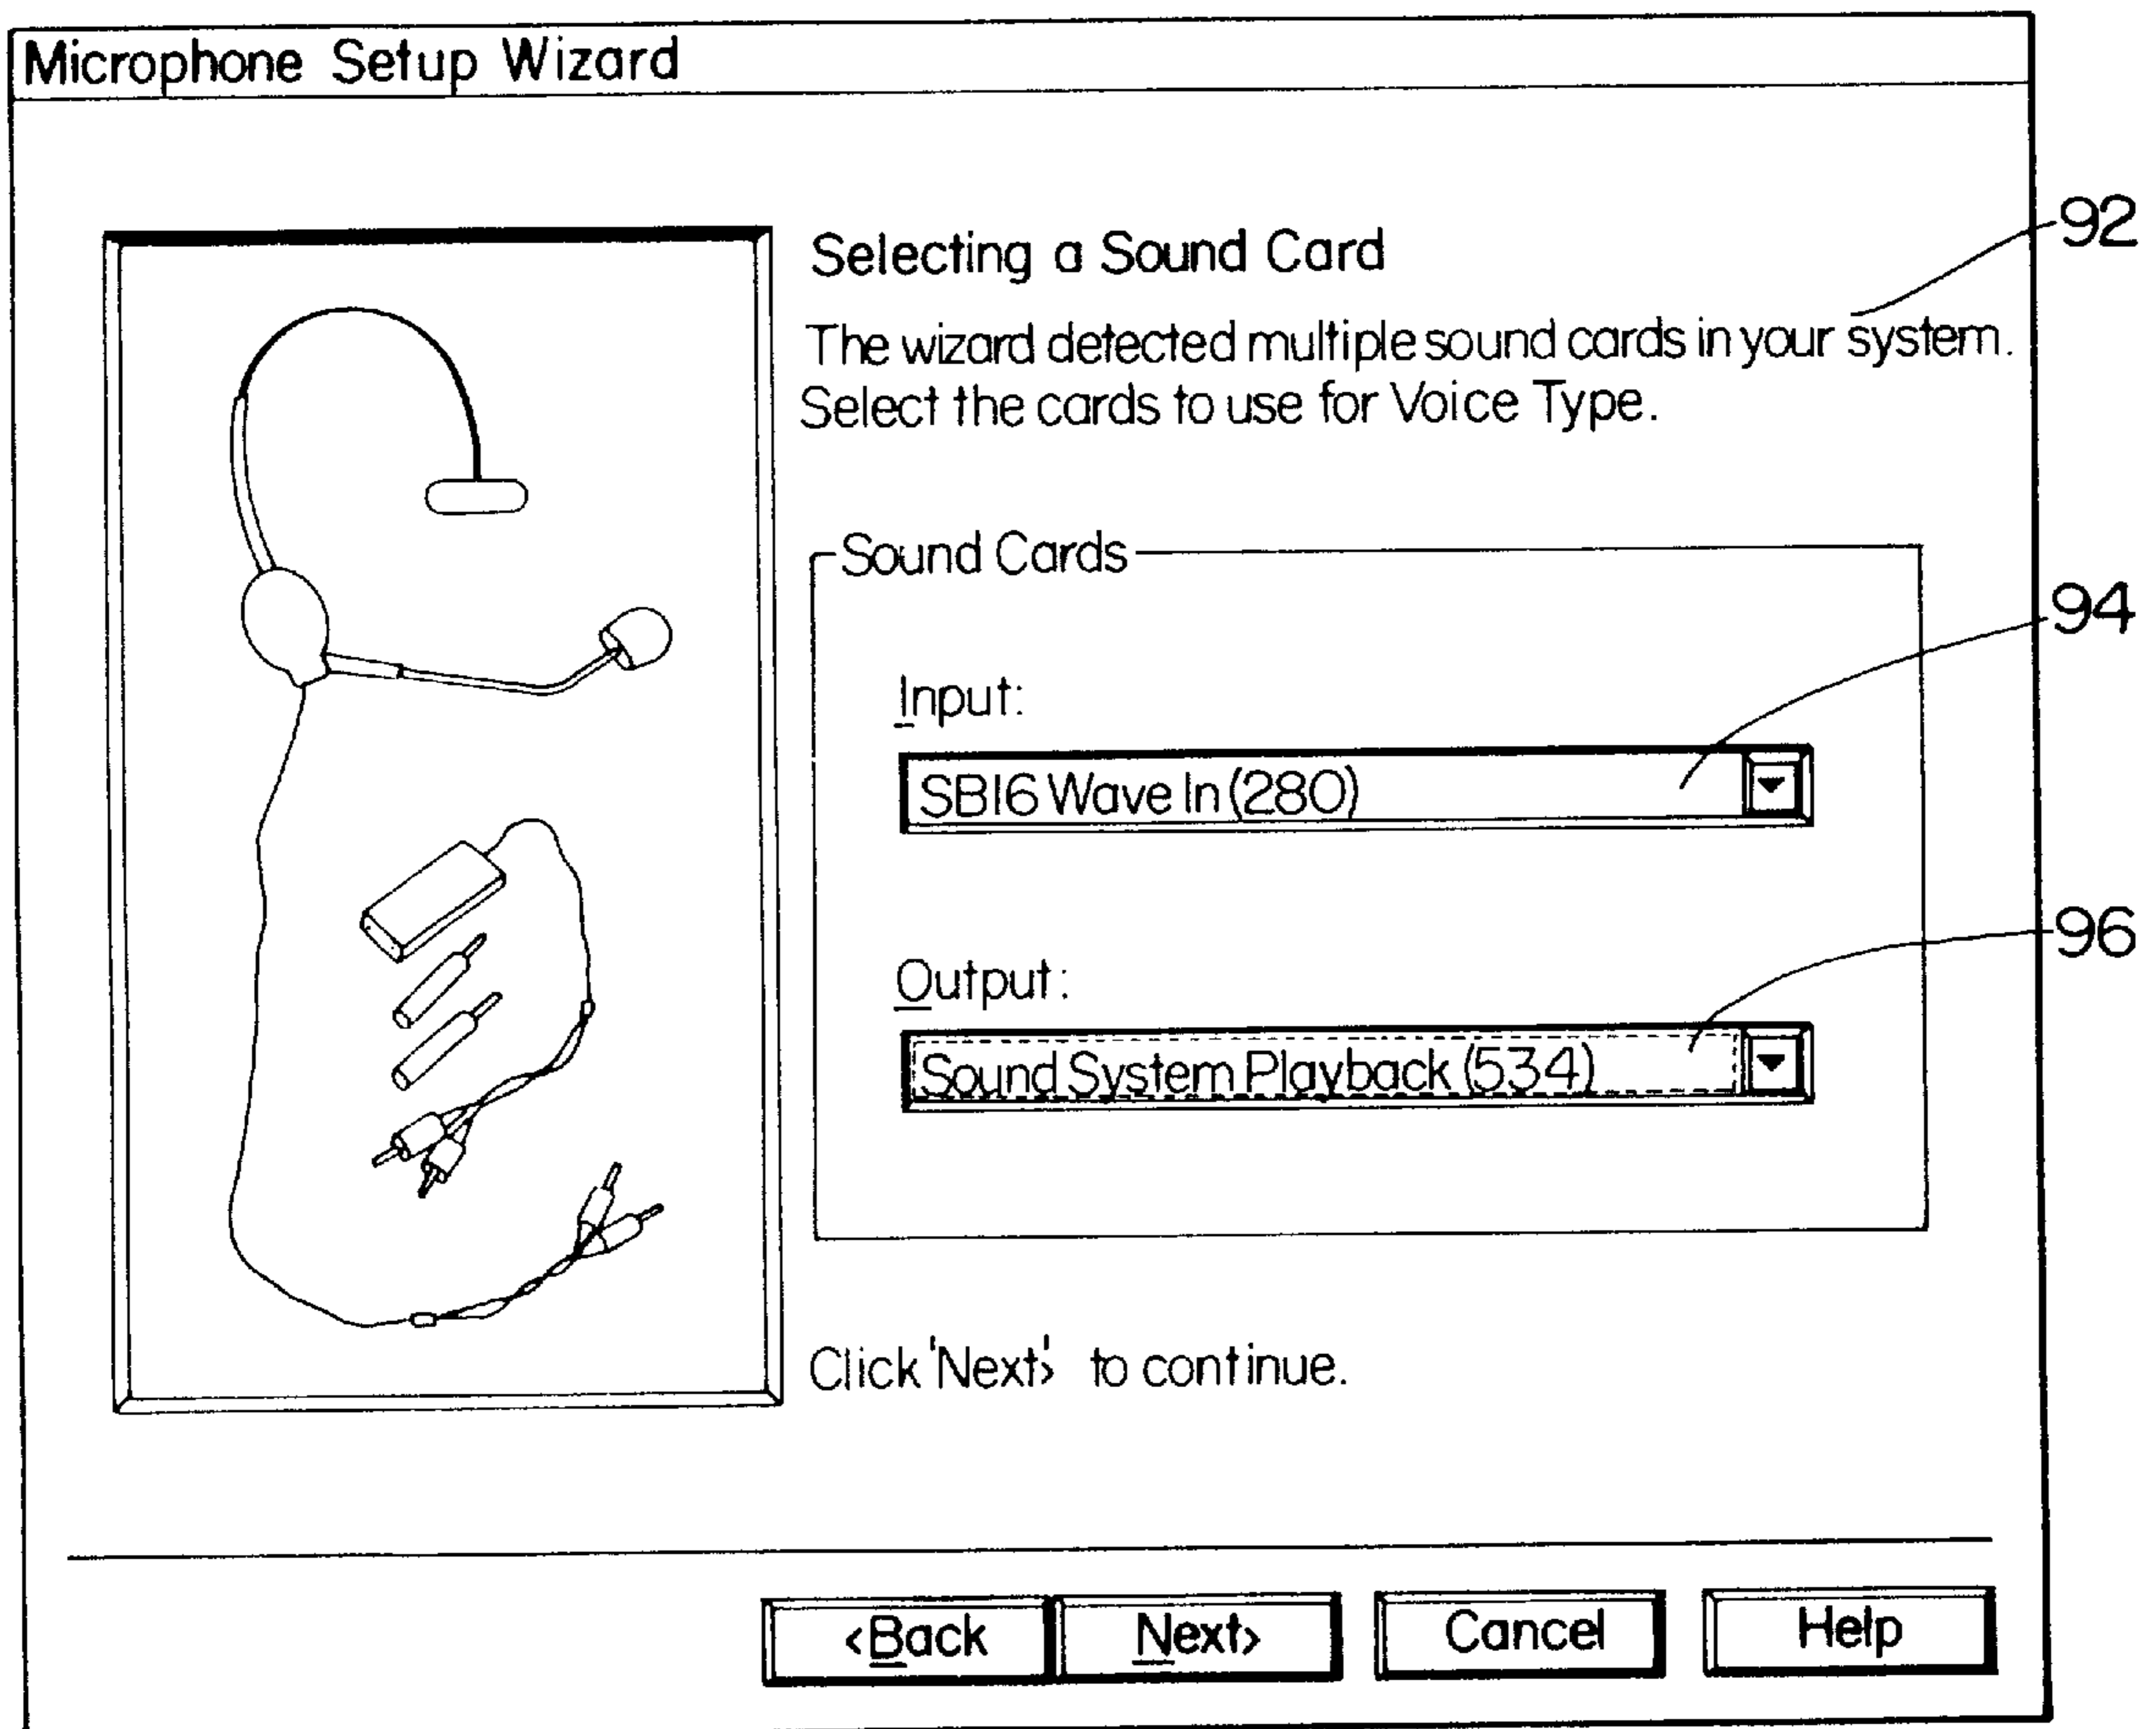 Microphone Setup Wizard
Selecting a Sound Card
92
The wizard detected multiple sound cards in your system.
Select the cards to use for Voice Type.
Sound Cards
94
Input:
SB16 Wave In (280)
96
Output:
Sound System Playback (534)
Click 'Next>' to continue.
<Back
Next>
Cancel
Help